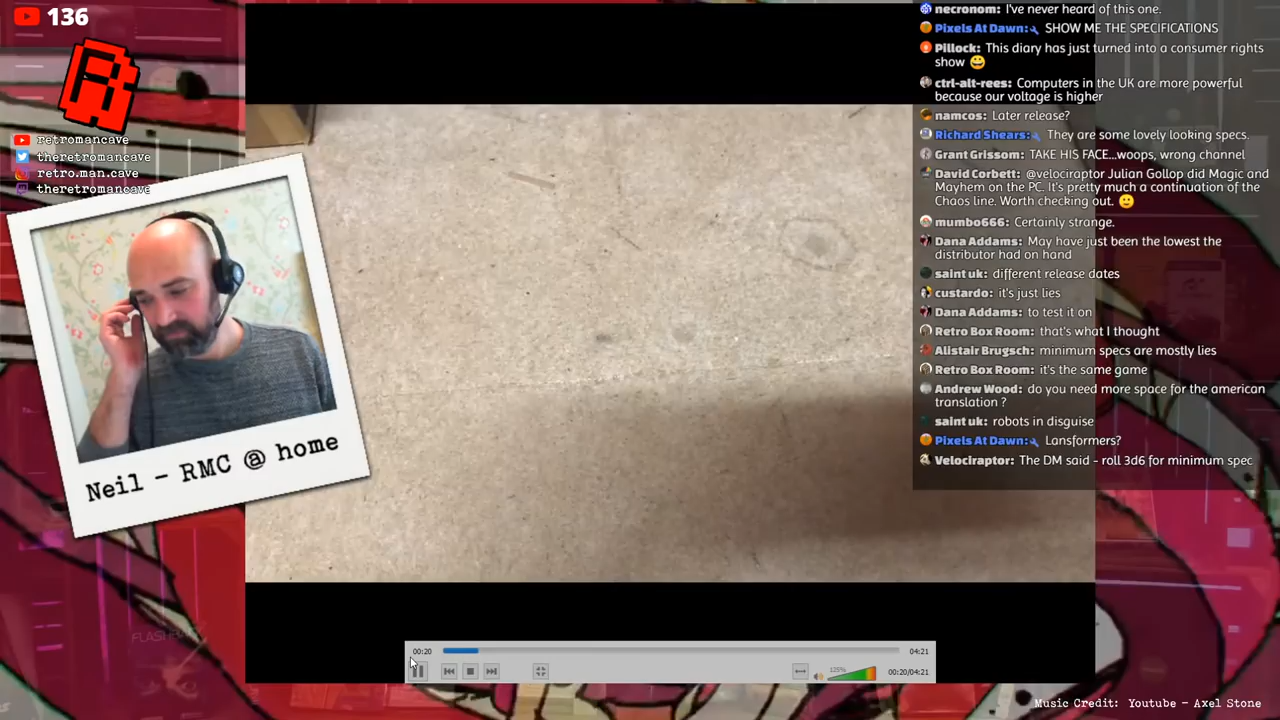 136
R
retromancave
theretromancave
retro.man.cave
theretromancave
Neil - RMC @ home
necronom: I've never heard of this one.
Pixels At Dawn: SHOW ME THE SPECIFICATIONS
Pillock: This diary has just turned into a consumer rights
show 😀
ctrl-alt-rees: Computers in the UK are more powerful
because our voltage is higher
namcos: Later release?
Richard Shears: They are some lovely looking specs.
Grant Grissom: TAKE HIS FACE...woops, wrong channel
David Corbett: @velociraptor Julian Gollop did Magic and
Mayhem on the PC. It's pretty much a continuation of the
Chaos line. Worth checking out. 🙂
mumbo666: Certainly strange.
Dana Addams: May have just been the lowest the
distributor had on hand
saint uk: different release dates
custardo: it's just lies
Dana Addams: to test it on
Retro Box Room: that's what I thought
Alistair Brugsch: minimum specs are mostly lies
Retro Box Room: it's the same game
Andrew Wood: do you need more space for the american
translation ?
saint uk: robots in disguise
Pixels At Dawn: Lansformers?
Velociraptor: The DM said - roll 3d6 for minimum spec
00:20
04:21
125%
00:20/04:21
Music Credit: Youtube - Axel Stone